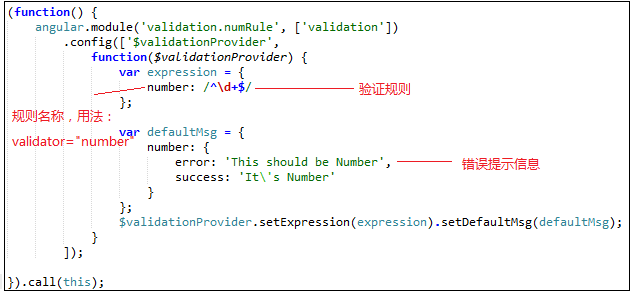 (function() {
angular.module('validation.numRule', ['validation'])
.config(['$validationProvider',
function($validationProvider) {
var expression = {
number: /^\d+$/ 验证规则
};
规则名称，用法：
var defaultMsg = {
validator="number"
number: {
error: 'This should be Number', 错误提示信息
success: 'It\'s Number'
}
};
$validationProvider.setExpression(expression).setDefaultMsg(defaultMsg);
}
]);
}).call(this);